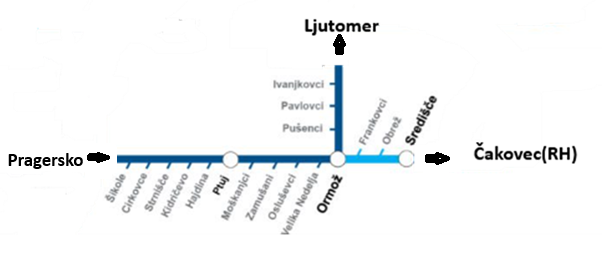 Ljutomer
Ivanjkovci
Pavlovci
Pušenci
Frankovci
Obrež
Središče
Pragersko
Čakovec(RH)
Šikole
Cirkovce
Strnišče
Kidričevo
Hajdina
Ptuj
Moškanjci
Zamušani
Osluševci
Velika Nedelja
Ormož